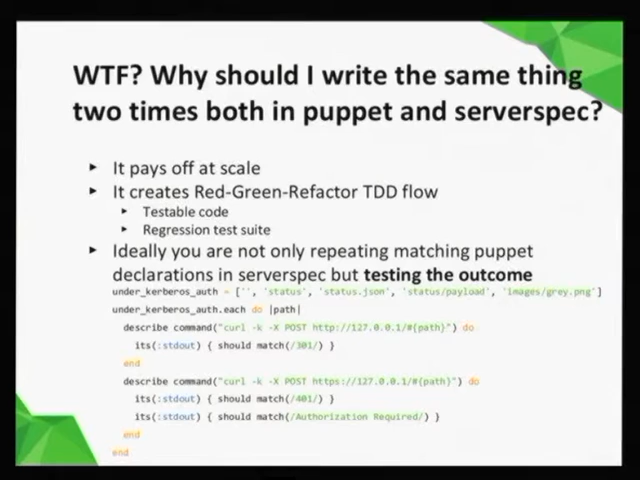 WTF? Why should I write the same thing
two times both in puppet and serverspec?
► It pays off at scale
► It creates Red-Green-Refactor TDD flow
► Testable code
► Regression test suite
► Ideally you are not only repeating matching puppet
declarations in serverspec but testing the outcome
under_kerberos_auth = ['', 'status', 'status.json', 'status/payload', 'images/grey.png']
under_kerberos_auth.each do |path|
describe command("curl -k -X POST http://127.0.0.1/#{path}") do
its(:stdout) { should match(/301/) }
end
describe command("curl -k -X POST https://127.0.0.1/#{path}") do
its(:stdout) { should match(/401/) }
its(:stdout) { should match(/Authorization Required/) }
end
end